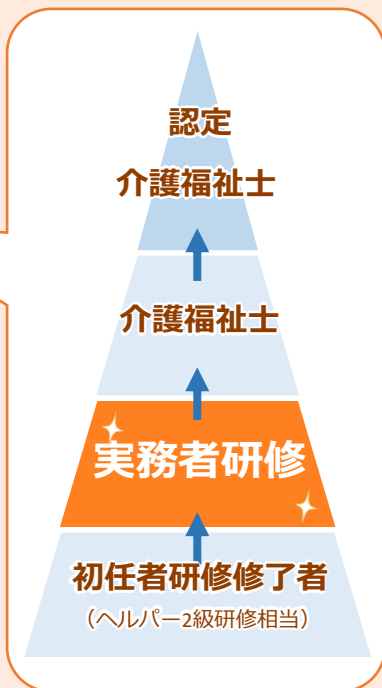 認定
介護福祉士
介護福祉士
実務者研修
初任者研修修了者
（ヘルパー2級研修相当）